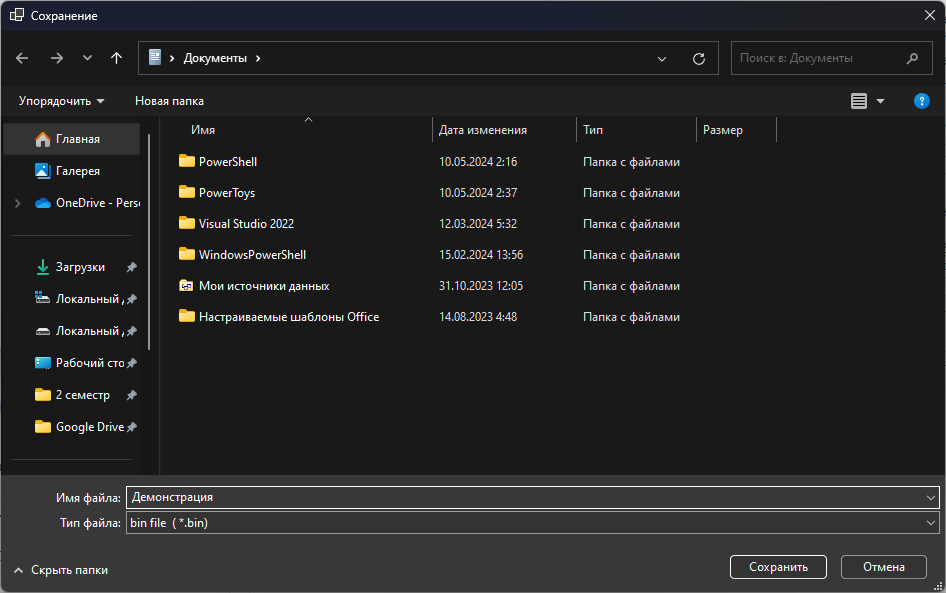 Сохранение
Документы
Поиск в: Документы
Упорядочить
Новая папка
Имя
Дата изменения
Тип
Размер
Главная
Галерея
OneDrive - Pers
Загрузки
Локальный
Локальный
Рабочий сто
2 семестр
Google Drive
PowerShell 10.05.2024 2:16 Папка с файлами
PowerToys 10.05.2024 2:37 Папка с файлами
Visual Studio 2022 12.03.2024 5:32 Папка с файлами
WindowsPowerShell 15.02.2024 13:56 Папка с файлами
Мои источники данных 31.10.2023 12:05 Папка с файлами
Настраиваемые шаблоны Office 14.08.2023 4:48 Папка с файлами
Имя файла: Демонстрация
Тип файла: bin file ( *.bin)
Скрыть папки
Сохранить
Отмена